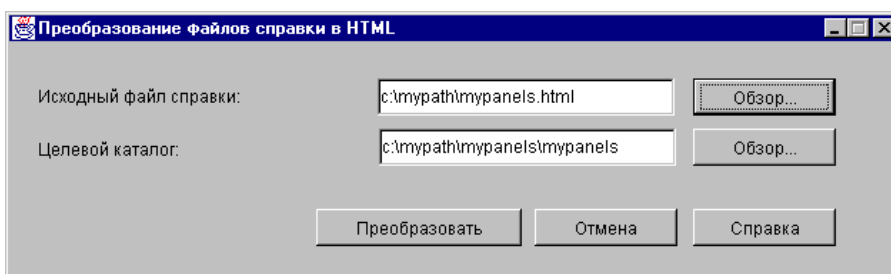 Преобразование файлов справки в HTML
Исходный файл справки: c:\mypath\mypanels.html Обзор...
Целевой каталог: c:\mypath\mypanels\mypanels Обзор...
Преобразовать Отмена Справка